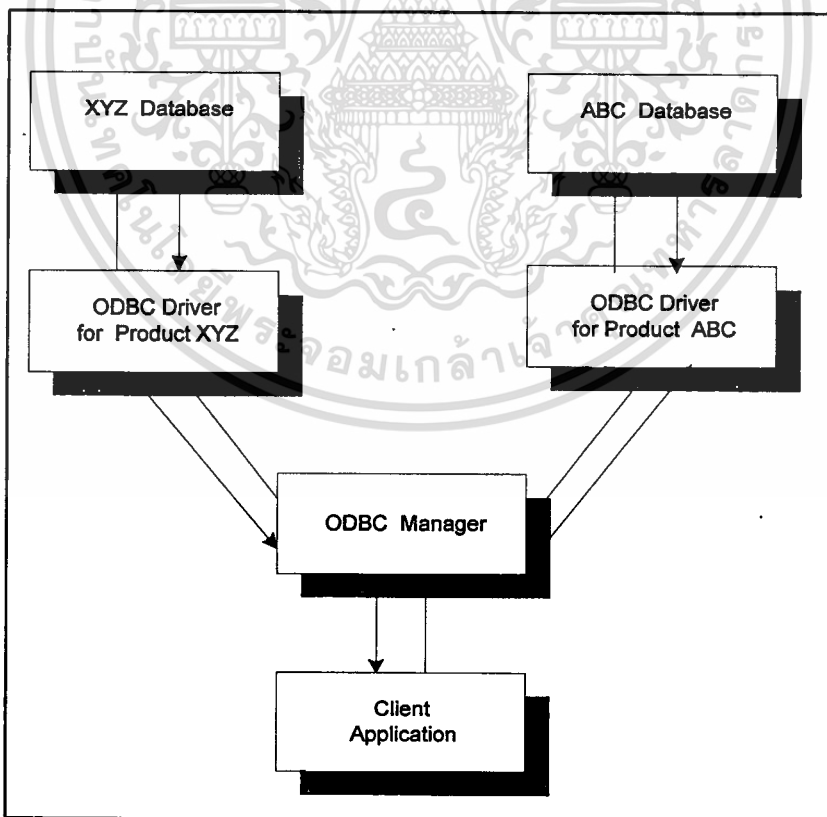 XYZ Database
ABC Database
ODBC Driver
for Product XYZ
ODBC Driver
for Product ABC
ODBC Manager
Client
Application